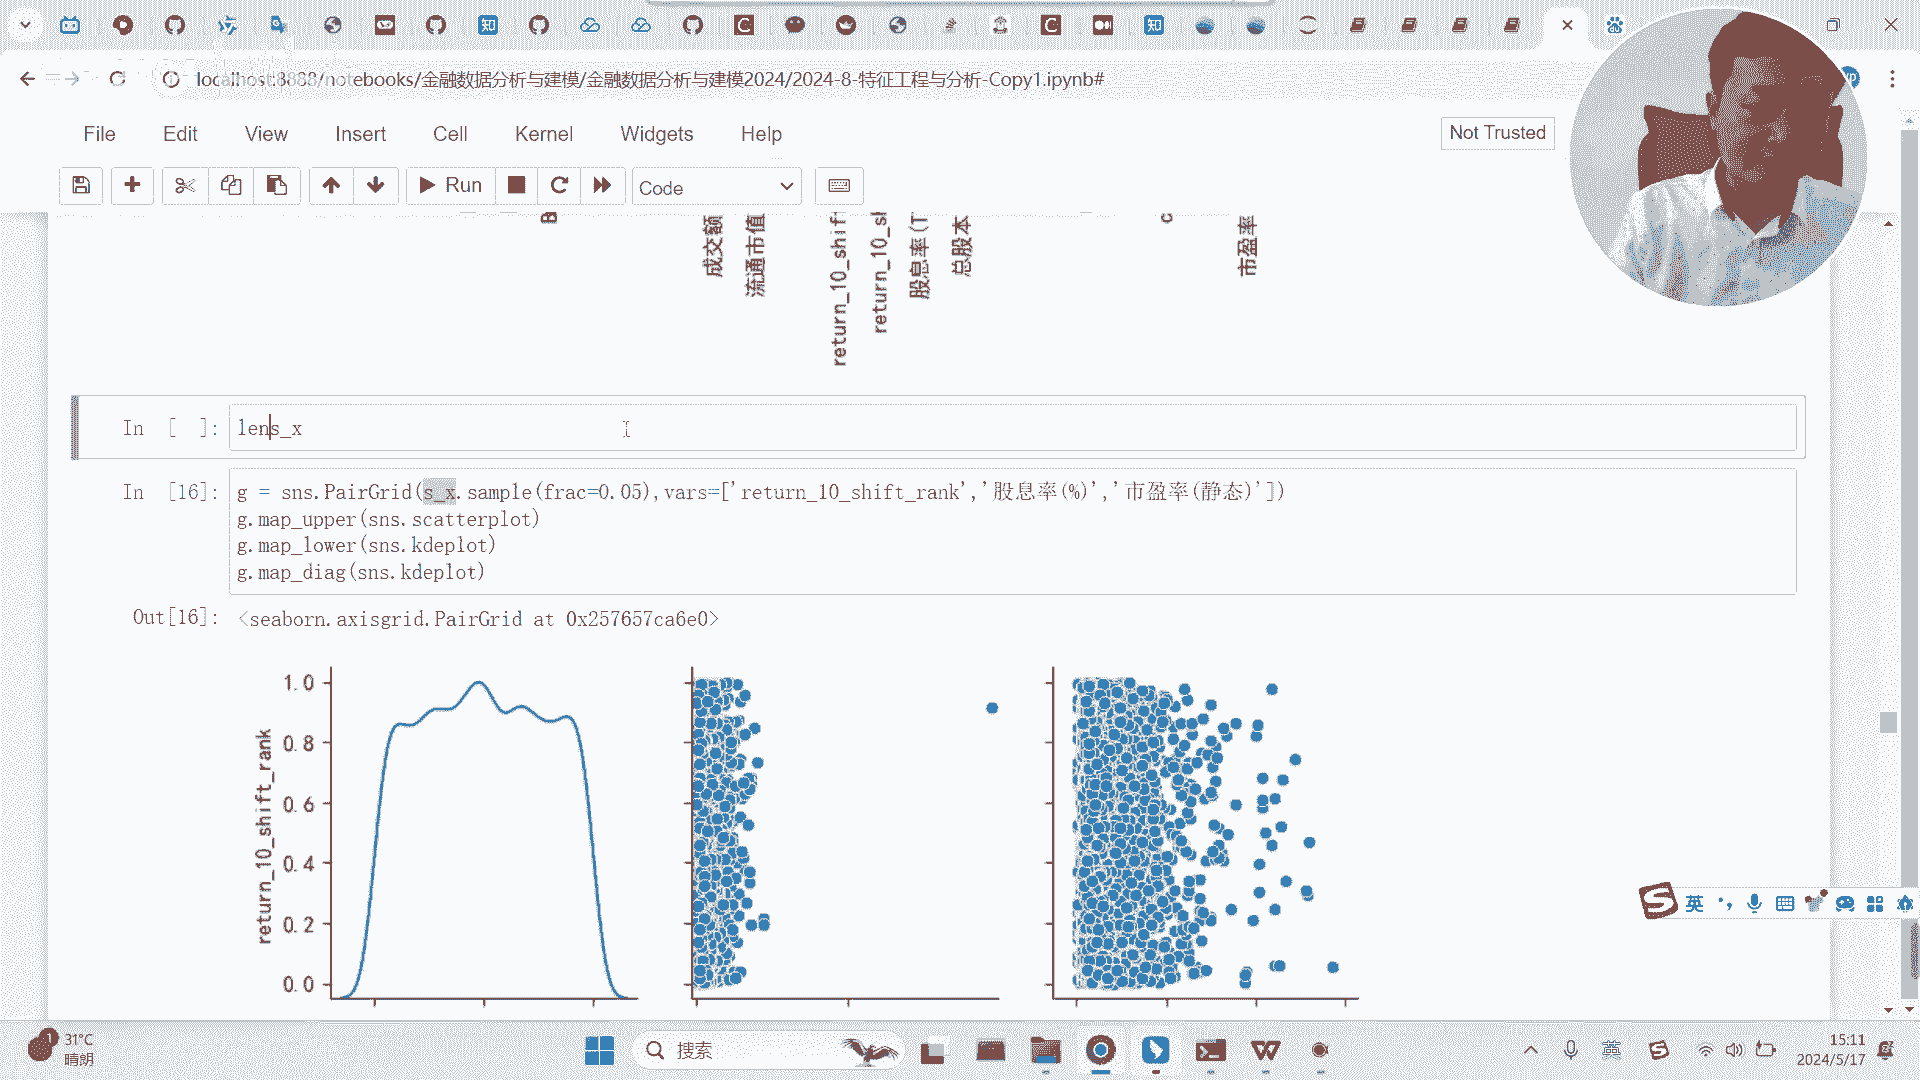 localhost:8888/notebooks/金融数据分析与建模/金融数据分析与建模2024/2024-8-特征工程与分析-Copy1.ipynb#
File Edit View Insert Cell Kernel Widgets Help
Not Trusted
Run
Code
成交额
流通市值
return_10_shift
return_10_sl
股息率(T
总股本
市盈率
In [ ]: lens_x
In [16]: g = sns.PairGrid(s_x.sample(frac=0.05),vars=['return_10_shift_rank','股息率(%)','市盈率(静态)'])
g.map_upper(sns.scatterplot)
g.map_lower(sns.kdeplot)
g.map_diag(sns.kdeplot)
Out[16]: <seaborn.axisgrid.PairGrid at 0x257657ca6e0>
return_10_shift_rank
1.0
0.8
0.6
0.4
0.2
0.0
英
31°C
晴朗
搜索
英
15:11
2024/5/17